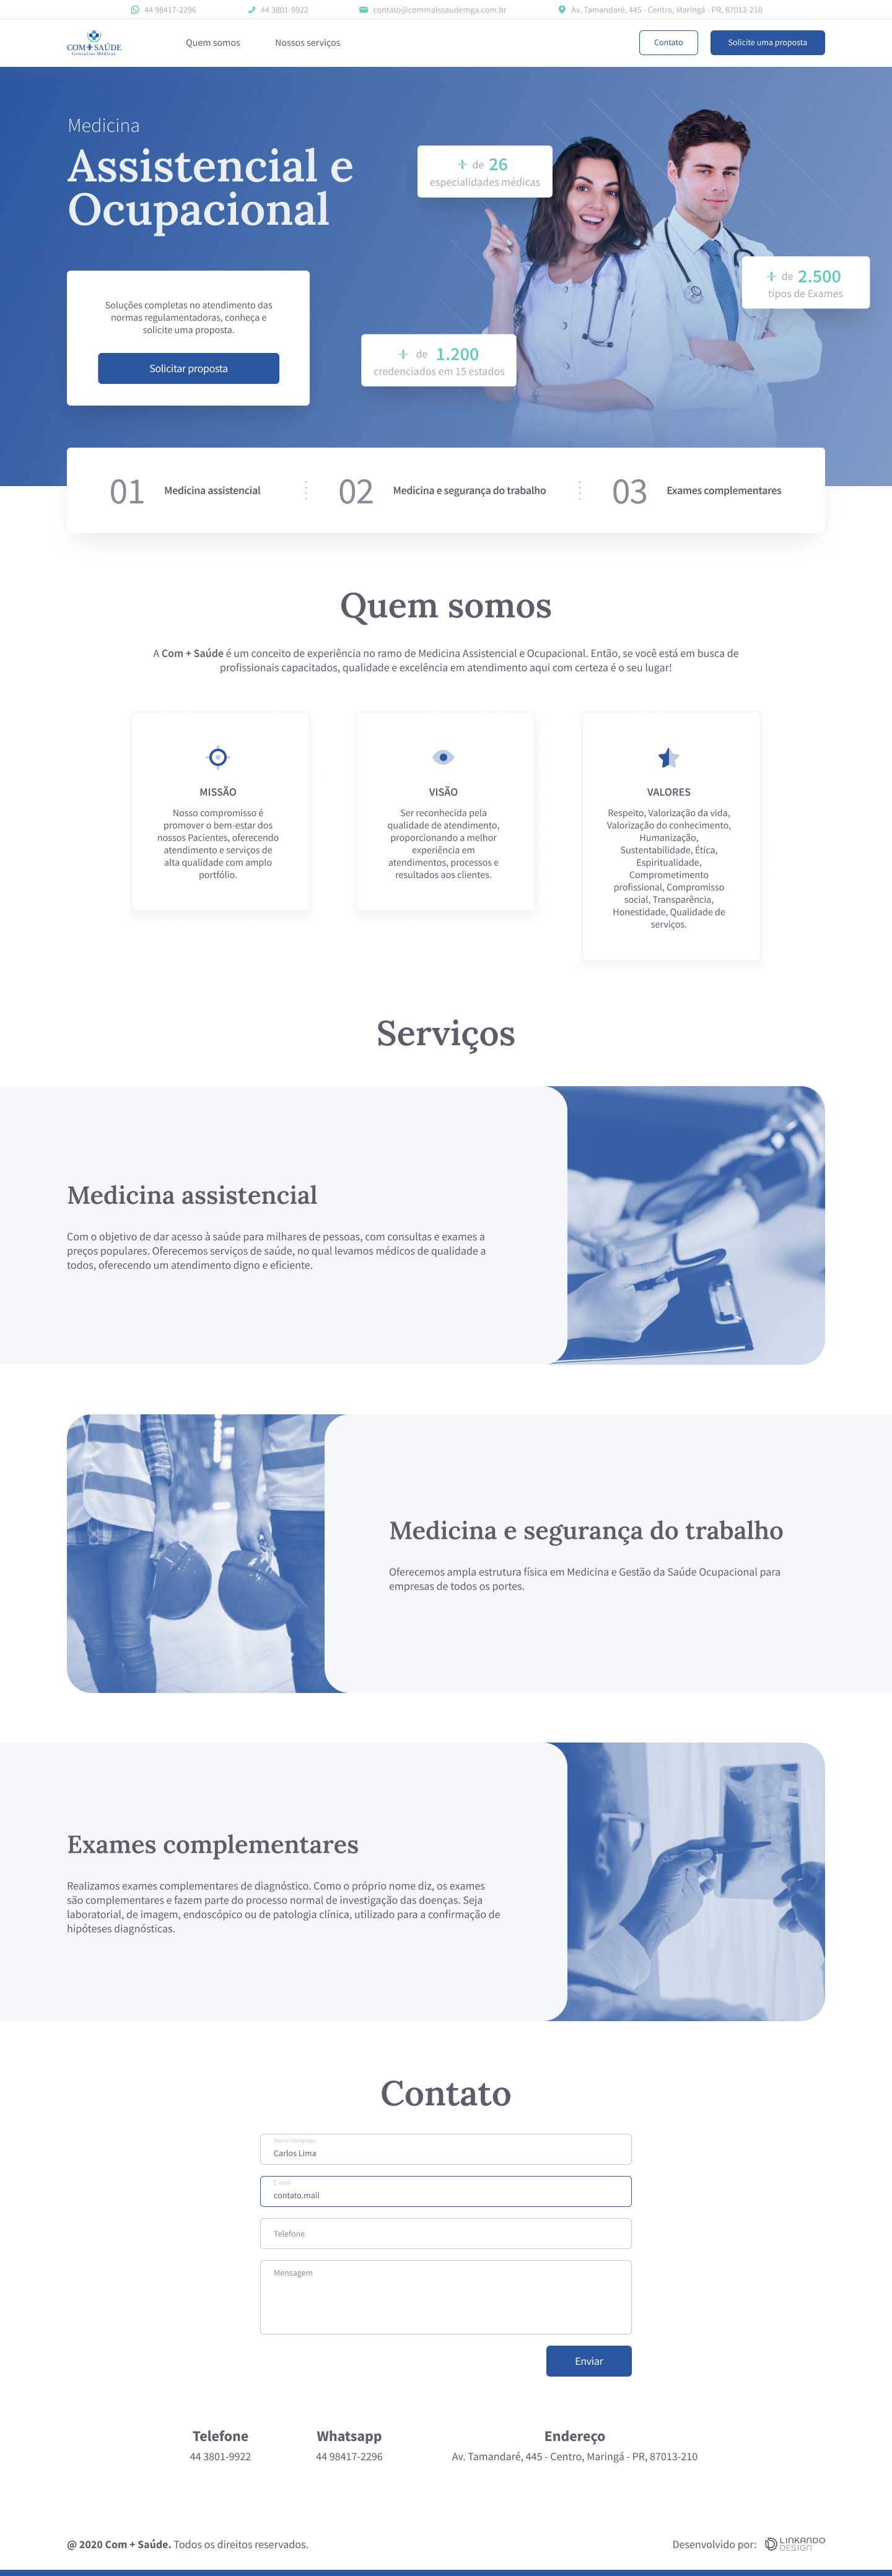 44 98417-2296
44 3801-9922
contato@commaissaudemga.com.br
Av. Tamandaré, 445 - Centro, Maringá - PR, 87013-210
COM+SAÚDE
Consultas Médicas
Quem somos
Nossos serviços
Contato
Solicite uma proposta
Medicina
Assistencial e
Ocupacional
+ de 26
especialidades médicas
+ de 2.500
tipos de Exames
+ de 1.200
credenciados em 15 estados
Soluções completas no atendimento das
normas regulamentadoras, conheça e
solicite uma proposta.
Solicitar proposta
01 Medicina assistencial
02 Medicina e segurança do trabalho
03 Exames complementares
Quem somos
A Com + Saúde é um conceito de experiência no ramo de Medicina Assistencial e Ocupacional. Então, se você está em busca de
profissionais capacitados, qualidade e excelência em atendimento aqui com certeza é o seu lugar!
MISSÃO
Nosso compromisso é
promover o bem-estar dos
nossos Pacientes, oferecendo
atendimento e serviços de
alta qualidade com amplo
portfólio.
VISÃO
Ser reconhecida pela
qualidade de atendimento,
proporcionando a melhor
experiência em
atendimentos, processos e
resultados aos clientes.
VALORES
Respeito, Valorização da vida,
Valorização do conhecimento,
Humanização,
Sustentabilidade, Ética,
Espiritualidade,
Comprometimento
profissional, Compromisso
social, Transparência,
Honestidade, Qualidade de
serviços.
Serviços
Medicina assistencial
Com o objetivo de dar acesso à saúde para milhares de pessoas, com consultas e exames a
preços populares. Oferecemos serviços de saúde, no qual levamos médicos de qualidade a
todos, oferecendo um atendimento digno e eficiente.
Medicina e segurança do trabalho
Oferecemos ampla estrutura física em Medicina e Gestão da Saúde Ocupacional para
empresas de todos os portes.
Exames complementares
Realizamos exames complementares de diagnóstico. Como o próprio nome diz, os exames
são complementares e fazem parte do processo normal de investigação das doenças. Seja
laboratorial, de imagem, endoscópico ou de patologia clínica, utilizado para a confirmação de
hipóteses diagnósticas.
Contato
Nome completo
Carlos Lima
E-mail
contato.mail
Telefone
Mensagem
Enviar
Telefone
44 3801-9922
Whatsapp
44 98417-2296
Endereço
Av. Tamandaré, 445 - Centro, Maringá - PR, 87013-210
@ 2020 Com + Saúde. Todos os direitos reservados.
Desenvolvido por:
LINKANDO
DESIGN